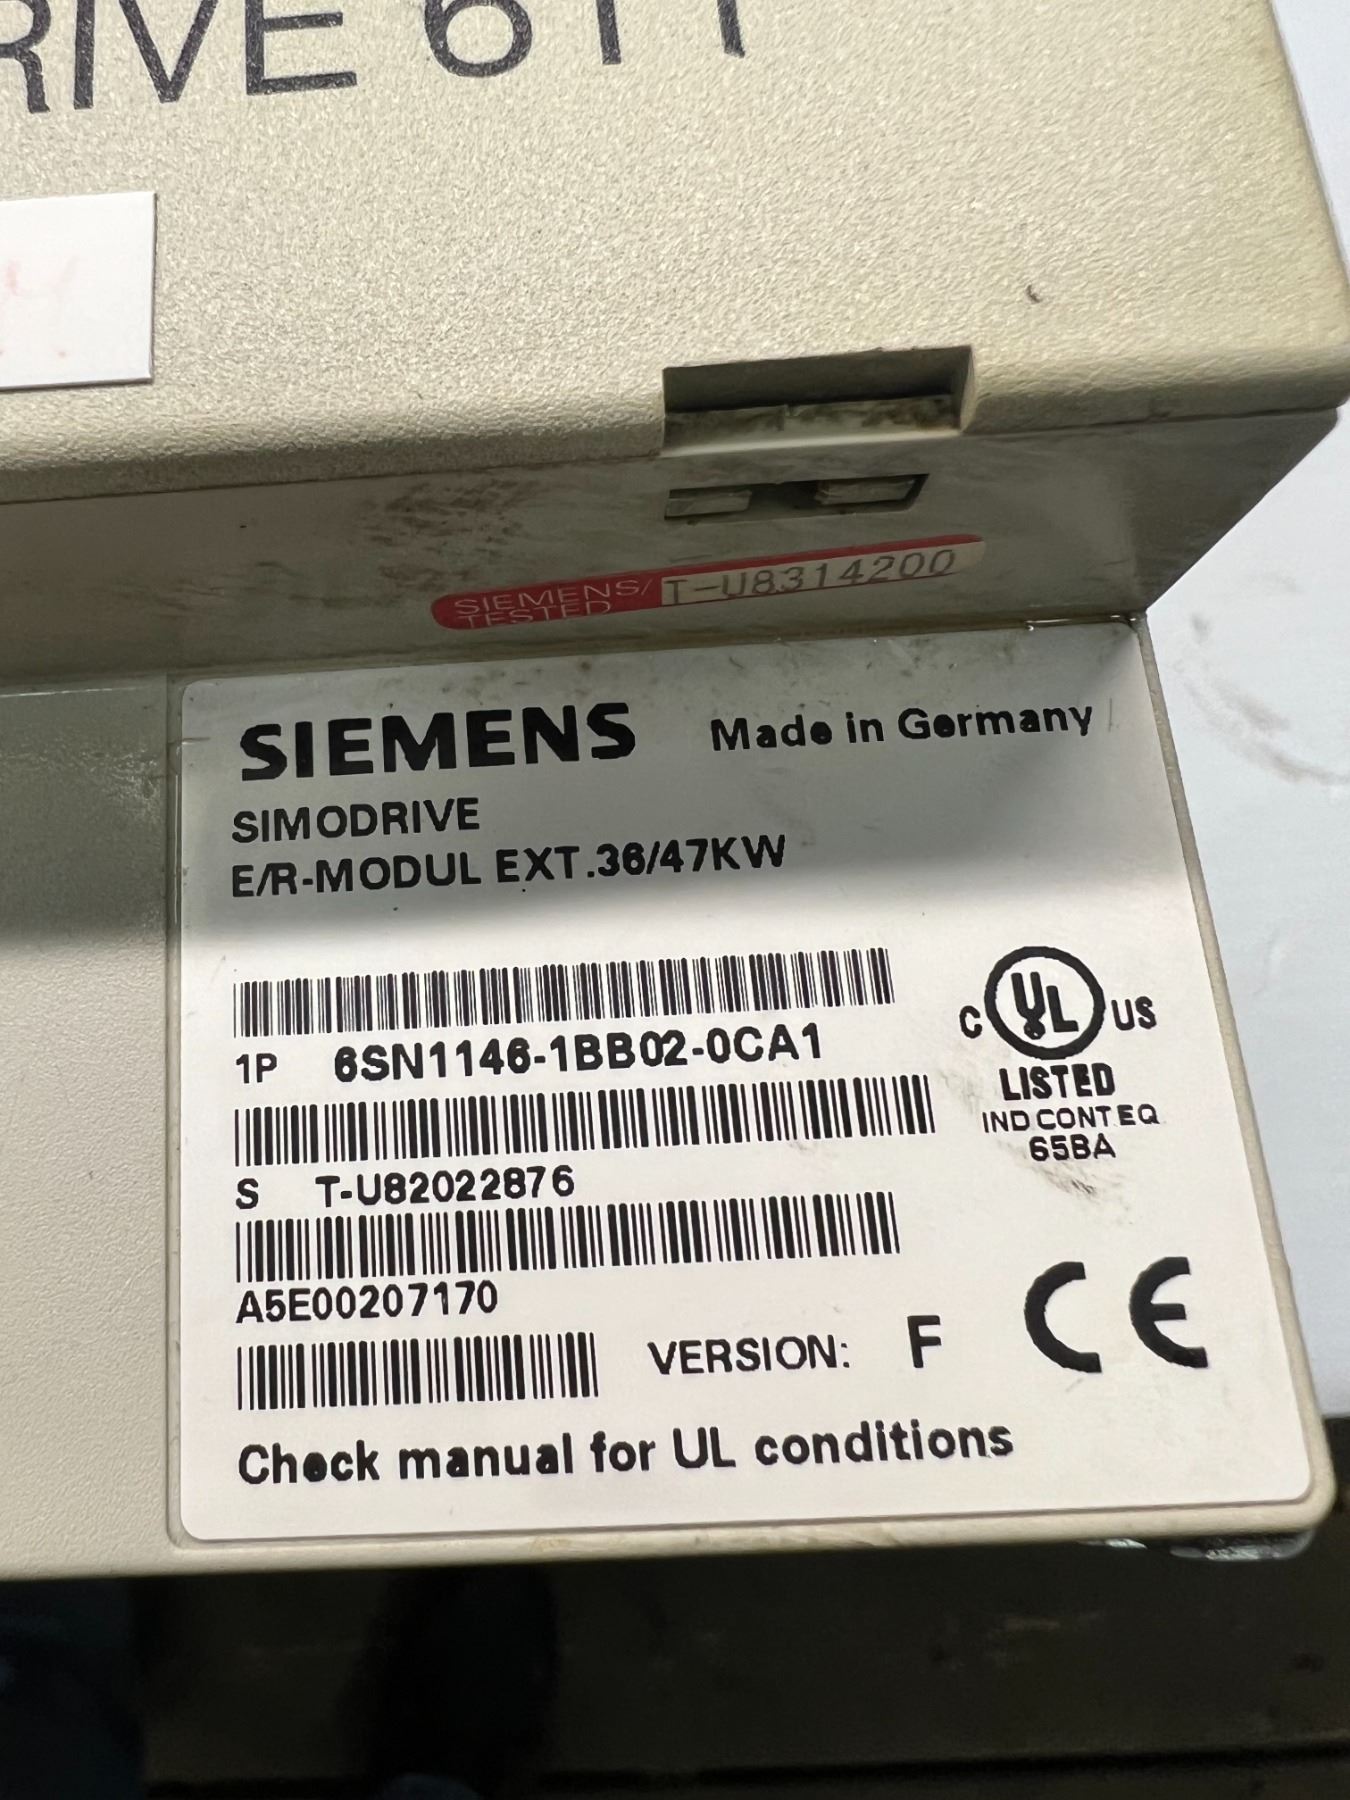 RIVE 611
SIEMENS/ T-U8314200
TESTED
SIEMENS Made in Germany
SIMODRIVE
E/R-MODUL EXT.36/47KW
1P 6SN1146-1BB02-0CA1
C UL US
LISTED
IND CONT EQ
65BA
S T-U82022876
A5E00207170
VERSION: F CE
Check manual for UL conditions